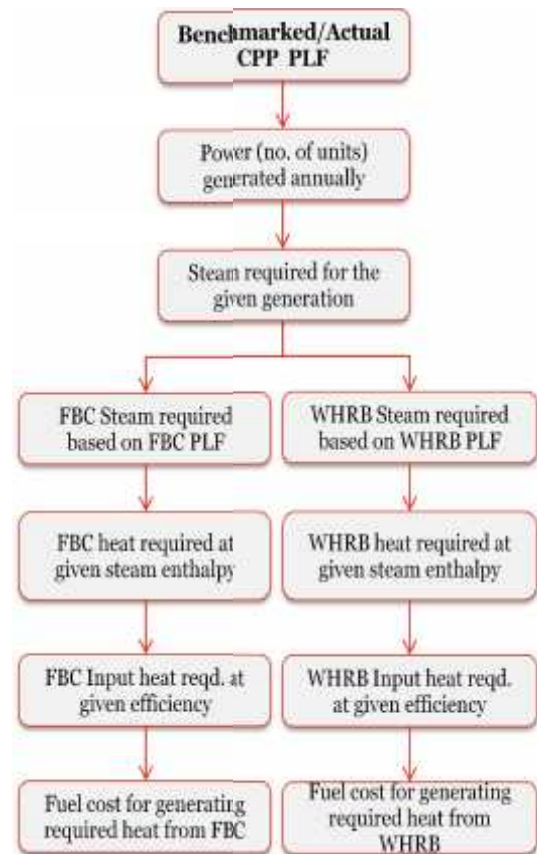 Benchmarked/Actual
CPP PLF
Power (no. of units)
generated annually
Steam required for the
given generation
FBC Steam required
based on FBC PLF
WHRB Steam required
based on WHRB PLF
FBC heat required at
given steam enthalpy
WHRB heat required at
given steam enthalpy
FBC Input heat reqd. at
given efficiency
WHRB Input heat reqd.
at given efficiency
Fuel cost for generating
required heat from FBC
Fuel cost for generating
required heat from
WHRB